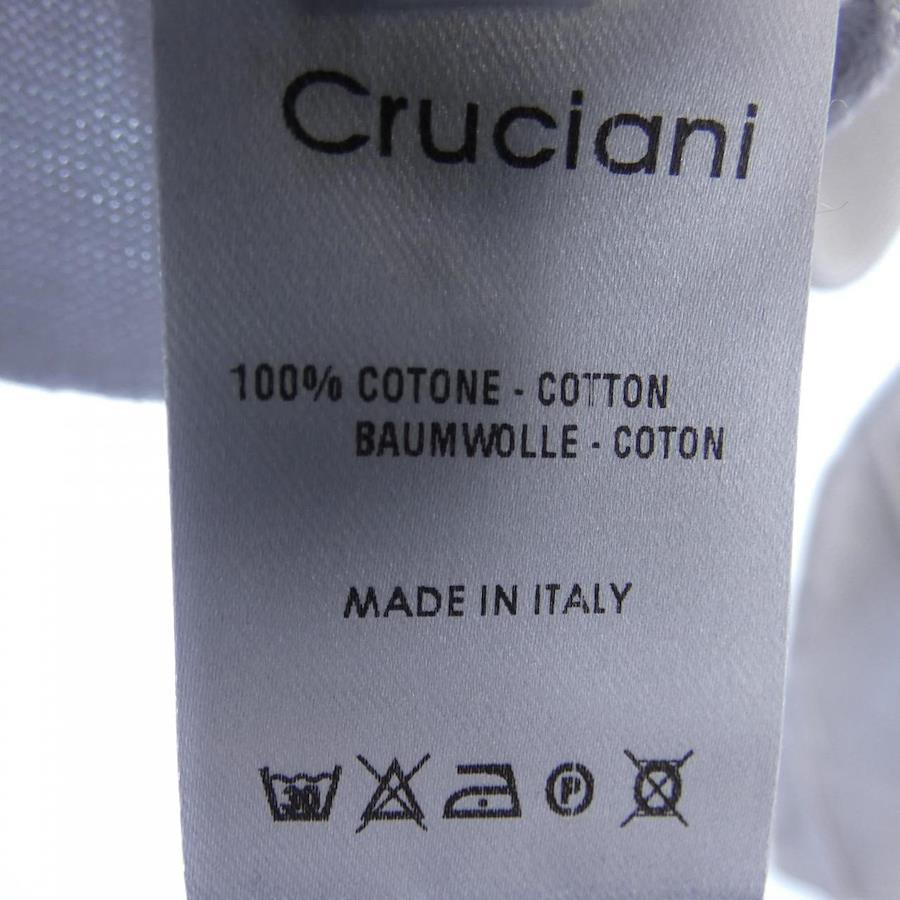 Cruciani
100% COTONE - COTTON
BAUMWOLLE - COTON
MADE IN ITALY
30
P